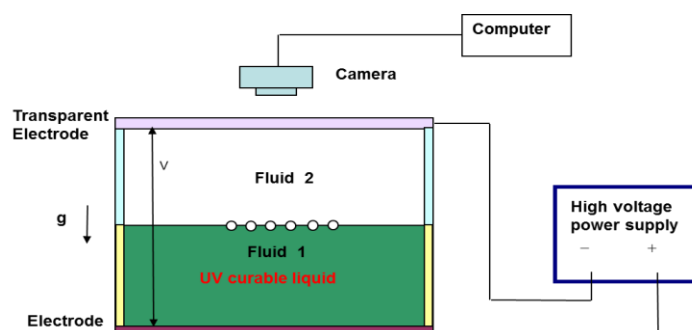 Computer
Camera
Transparent
Electrode
V
Fluid 2
g
Fluid 1
UV curable liquid
High voltage
power supply
− +
Electrode